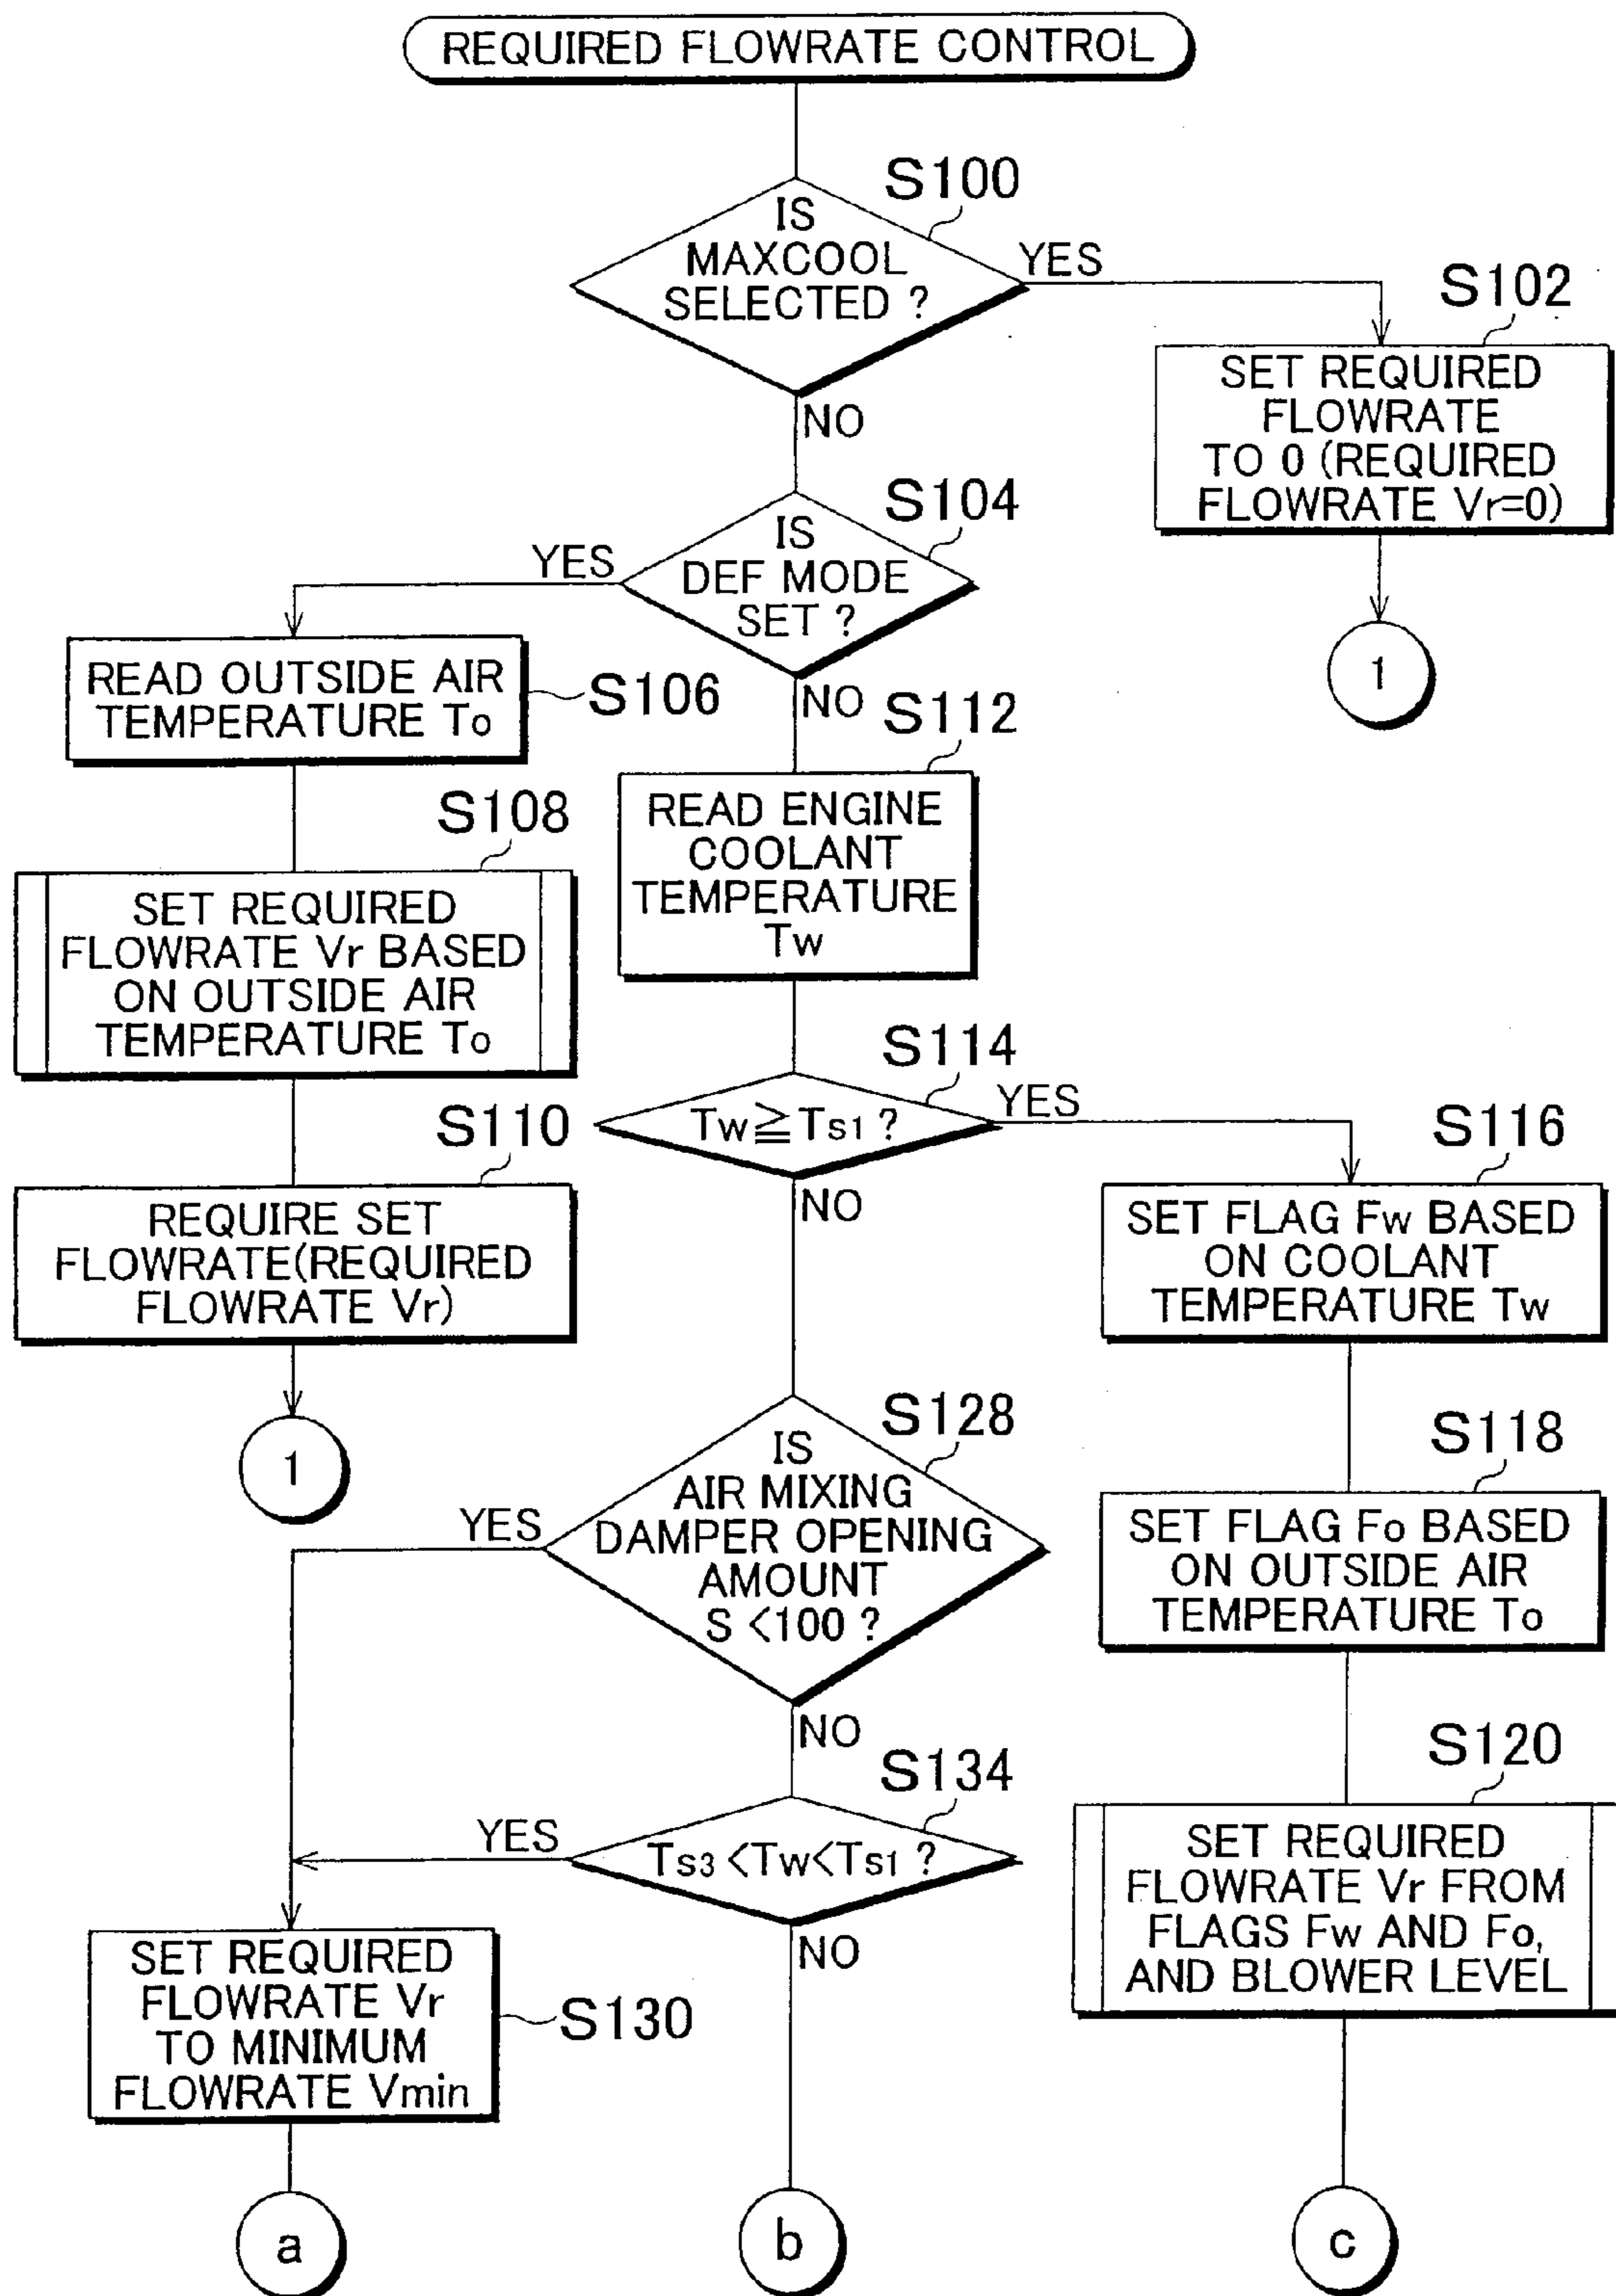 REQUIRED FLOWRATE CONTROL
S100
IS
MAXCOOL
SELECTED ?
YES
NO
S102
SET REQUIRED
FLOWRATE
TO 0 (REQUIRED
FLOWRATE Vr=0)
1
S104
IS
DEF MODE
SET ?
YES
NO
READ OUTSIDE AIR
TEMPERATURE To
S106
S108
SET REQUIRED
FLOWRATE Vr BASED
ON OUTSIDE AIR
TEMPERATURE To
S110
REQUIRE SET
FLOWRATE(REQUIRED
FLOWRATE Vr)
1
S112
READ ENGINE
COOLANT
TEMPERATURE
Tw
S114
Tw≧Ts1 ?
YES
NO
S116
SET FLAG Fw BASED
ON COOLANT
TEMPERATURE Tw
S118
SET FLAG Fo BASED
ON OUTSIDE AIR
TEMPERATURE To
S120
SET REQUIRED
FLOWRATE Vr FROM
FLAGS Fw AND Fo,
AND BLOWER LEVEL
S128
IS
AIR MIXING
DAMPER OPENING
AMOUNT
S <100 ?
YES
NO
S134
Ts3 <Tw<Ts1 ?
YES
NO
SET REQUIRED
FLOWRATE Vr
TO MINIMUM
FLOWRATE Vmin
S130
a
b
c